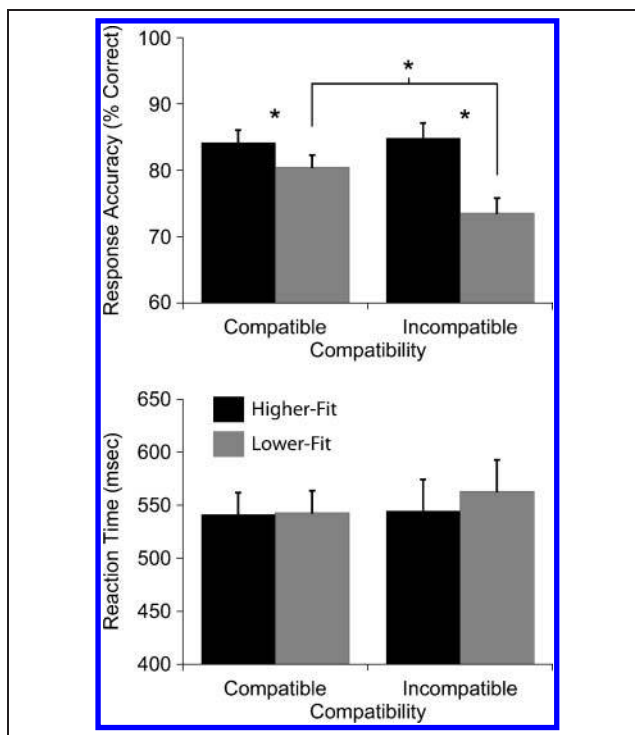 100
90
80
70
60
Response Accuracy (% Correct)
*
*
*
Compatible Incompatible
Compatibility
Higher-Fit
Lower-Fit
650
600
550
500
450
400
Reaction Time (msec)
Compatible Incompatible
Compatibility